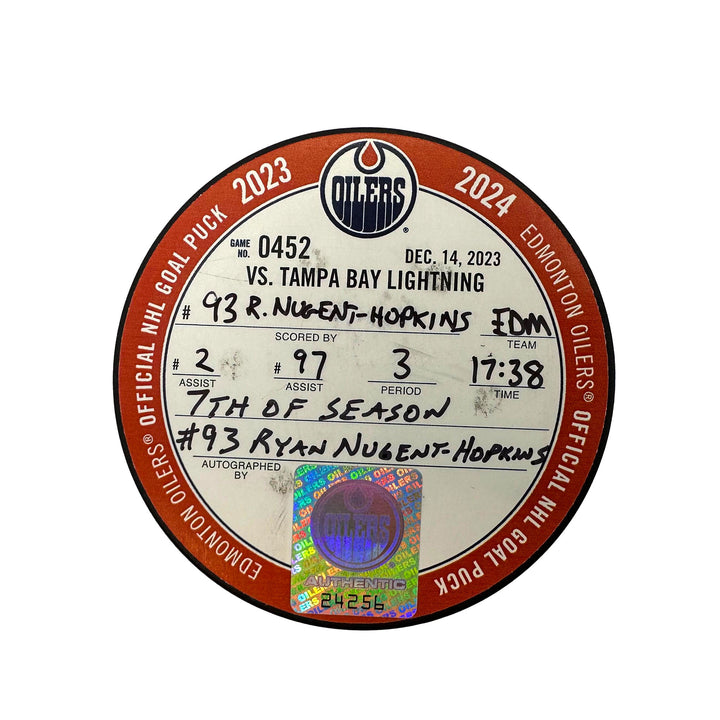 EDMONTON OILERS® OFFICIAL NHL GOAL PUCK 2023
2024 EDMONTON OILERS® OFFICIAL NHL GOAL PUCK
OILERS®
GAME NO. 0452
DEC. 14, 2023
VS. TAMPA BAY LIGHTNING
# 93 R. NUGENT-HOPKINS EDM
SCORED BY TEAM
# 2 # 97 3 17:38
ASSIST ASSIST PERIOD TIME
7TH OF SEASON
#93 RYAN NUGENT-HOPKINS
AUTOGRAPHED BY
OILERS
AUTHENTIC
24256